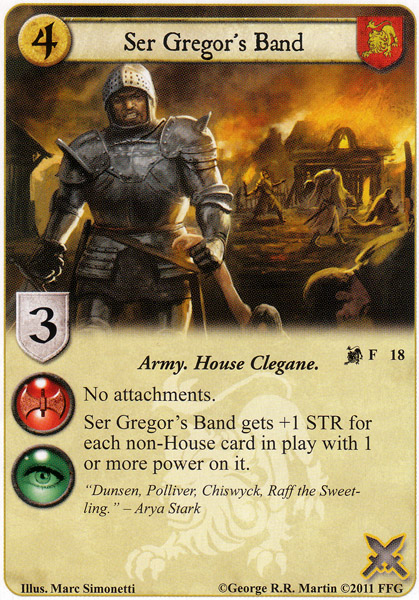 4
Ser Gregor's Band
3
Army. House Clegane.
F 18
No attachments.
Ser Gregor's Band gets +1 STR for
each non-House card in play with 1
or more power on it.
"Dunsen, Polliver, Chiswyck, Raff the Sweet-
ling." – Arya Stark
Illus. Marc Simonetti
©George R.R. Martin ©2011 FFG